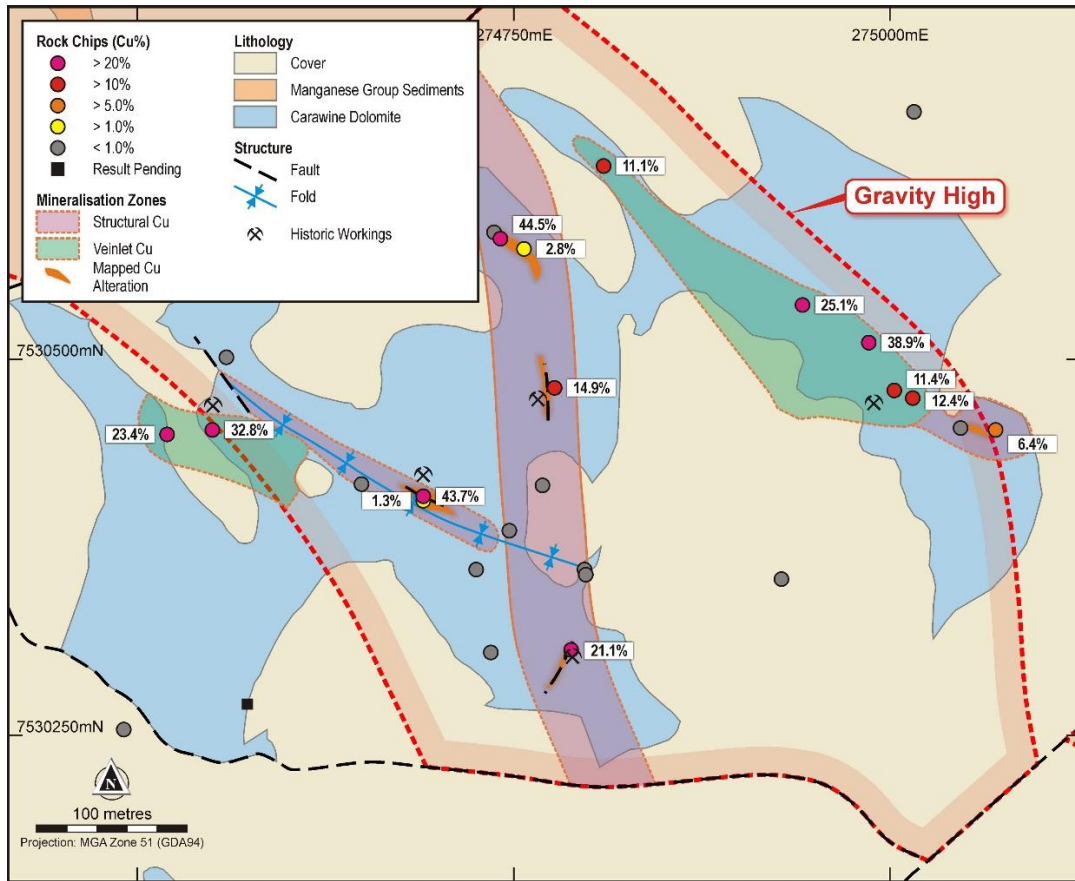 274750mE
275000mE
Rock Chips (Cu%)
> 20%
> 10%
> 5.0%
> 1.0%
< 1.0%
Result Pending
Mineralisation Zones
Structural Cu
Veinlet Cu
Mapped Cu
Alteration
Lithology
Cover
Manganese Group Sediments
Carawine Dolomite
Structure
Fault
Fold
Historic Workings
11.1%
Gravity High
44.5%
2.8%
25.1%
7530500mN
38.9%
14.9%
11.4%
12.4%
23.4%
32.8%
6.4%
1.3%
43.7%
21.1%
7530250mN
N
100 metres
Projection: MGA Zone 51 (GDA94)